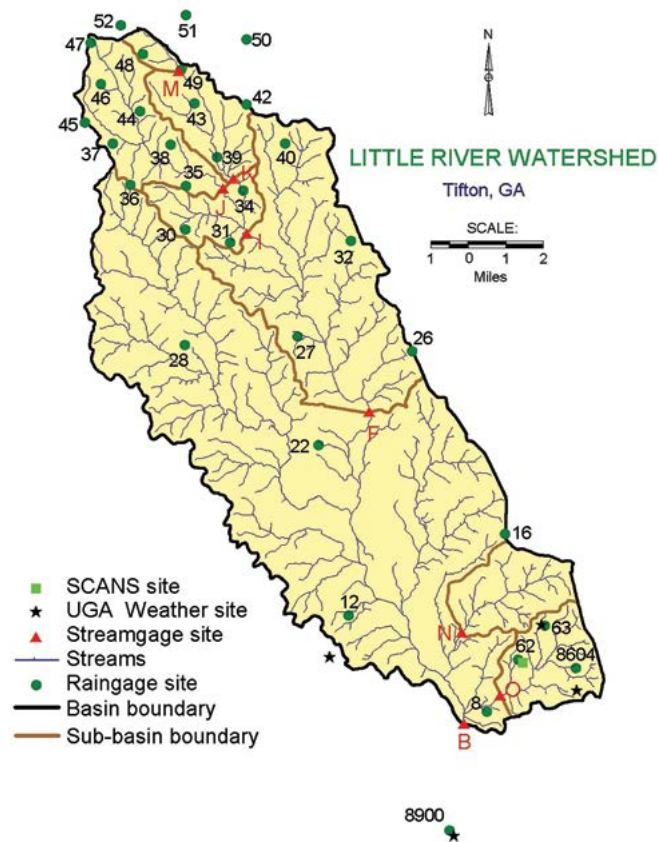 52
51
50
47
48
49
M
46
43
42
44
45
37
38
39
40
35
K
36
J
34
30
31
I
32
N
LITTLE RIVER WATERSHED
Tifton, GA
SCALE:
1 0 1 2
Miles
28
27
26
F
22
16
12
N
63
62
8604
O
8
B
8900
SCANS site
UGA Weather site
Streamgage site
Streams
Raingage site
Basin boundary
Sub-basin boundary